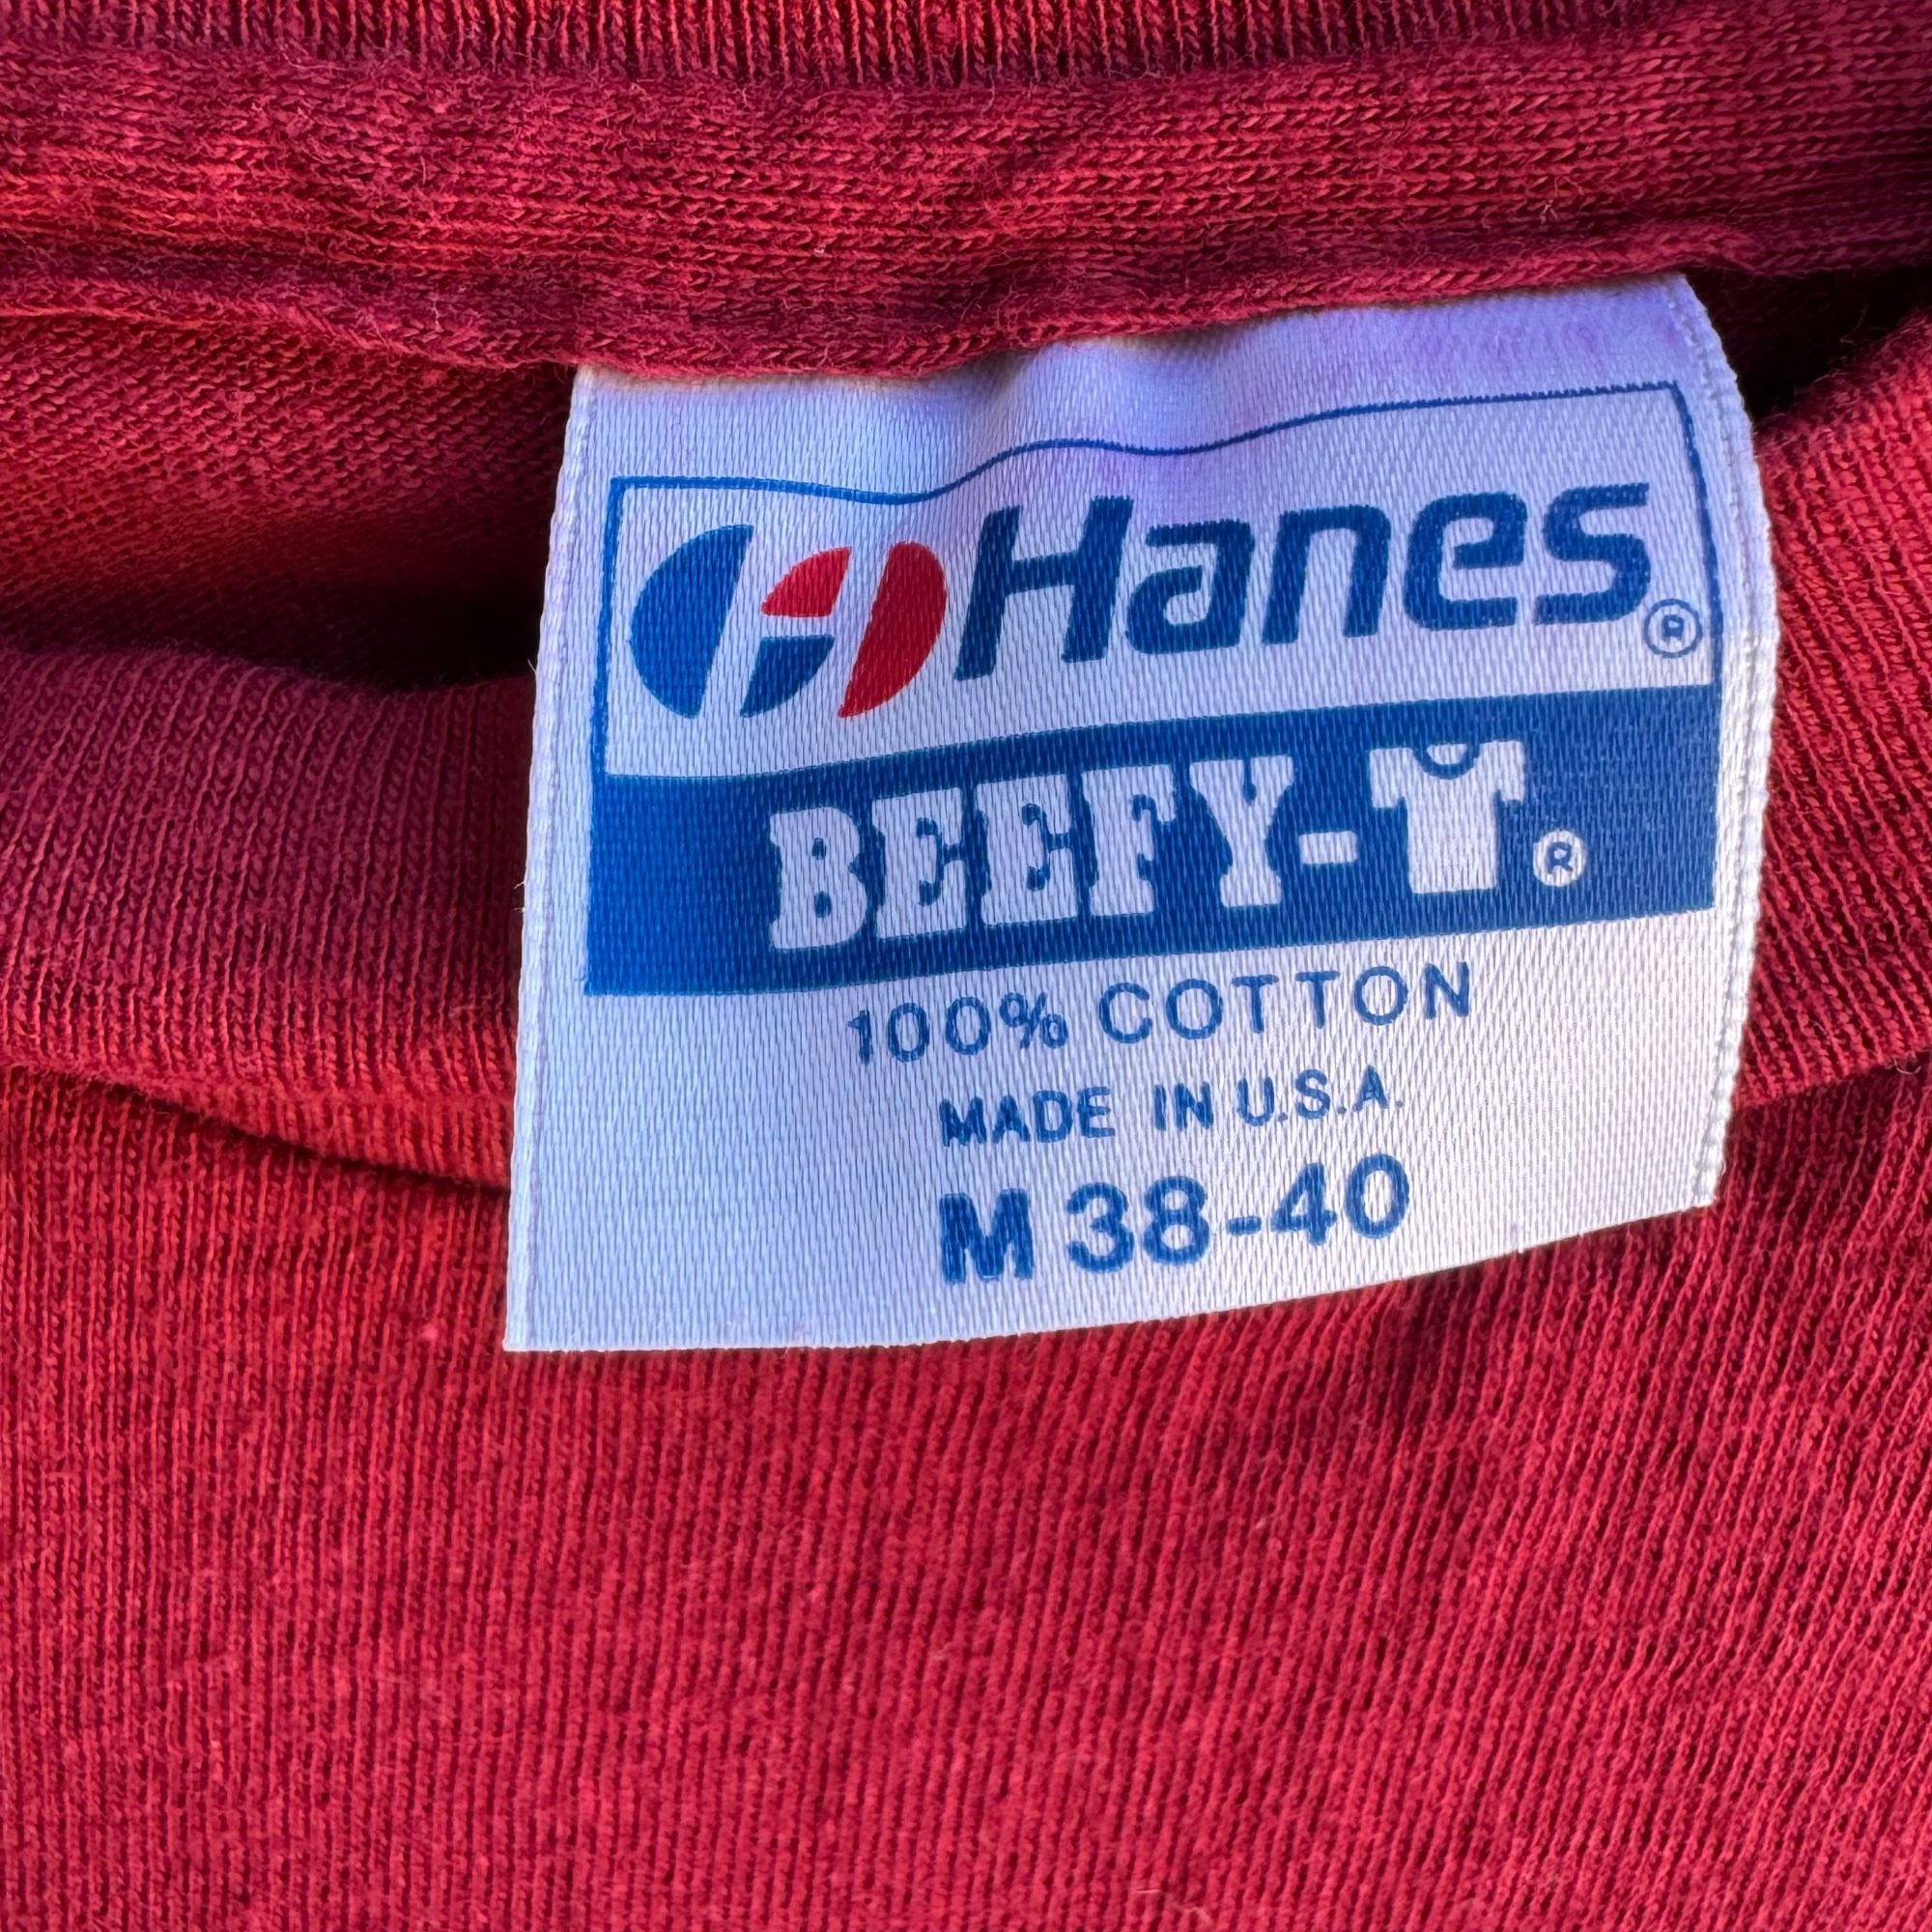 Hanes®
BEEFY-T®
100% COTTON
MADE IN U.S.A.
M 38-40